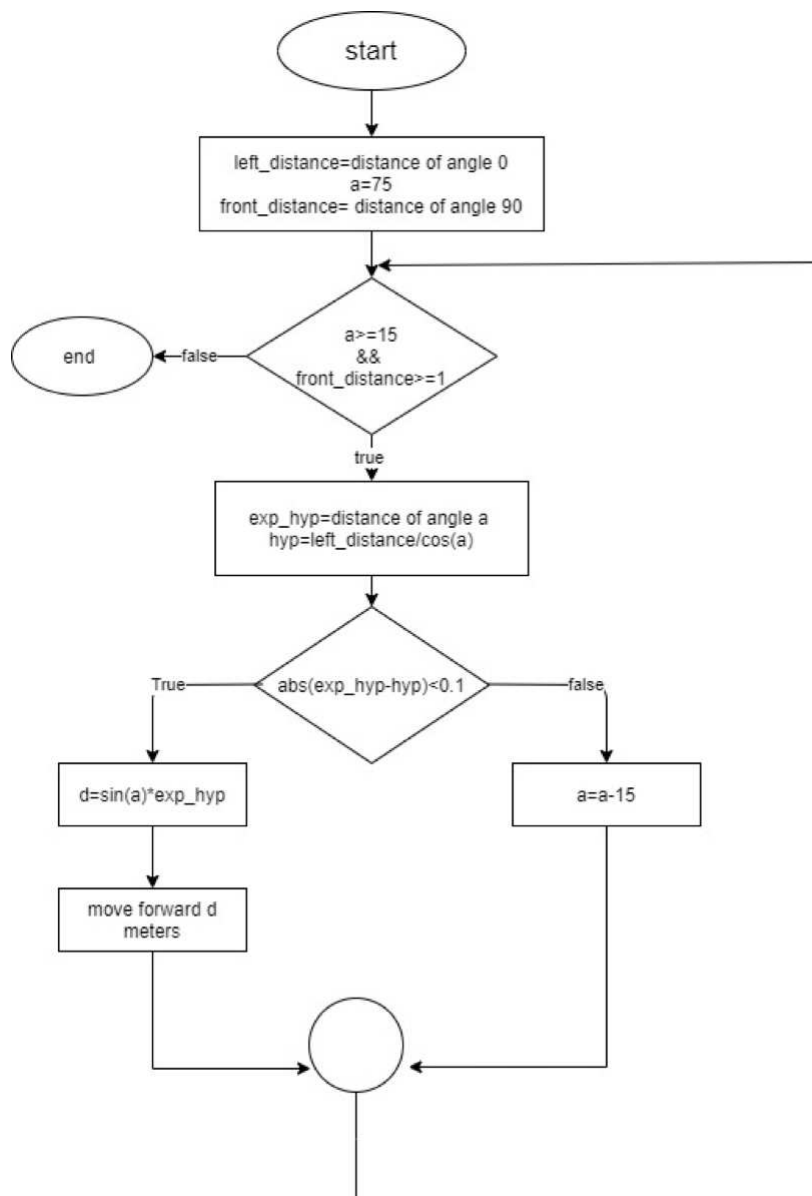 start
left_distance=distance of angle 0
a=75
front_distance= distance of angle 90
a>=15
&&
front_distance>=1
end
false
true
exp_hyp=distance of angle a
hyp=left_distance/cos(a)
True
abs(exp_hyp-hyp)<0.1
false
d=sin(a)*exp_hyp
a=a-15
move forward d
meters